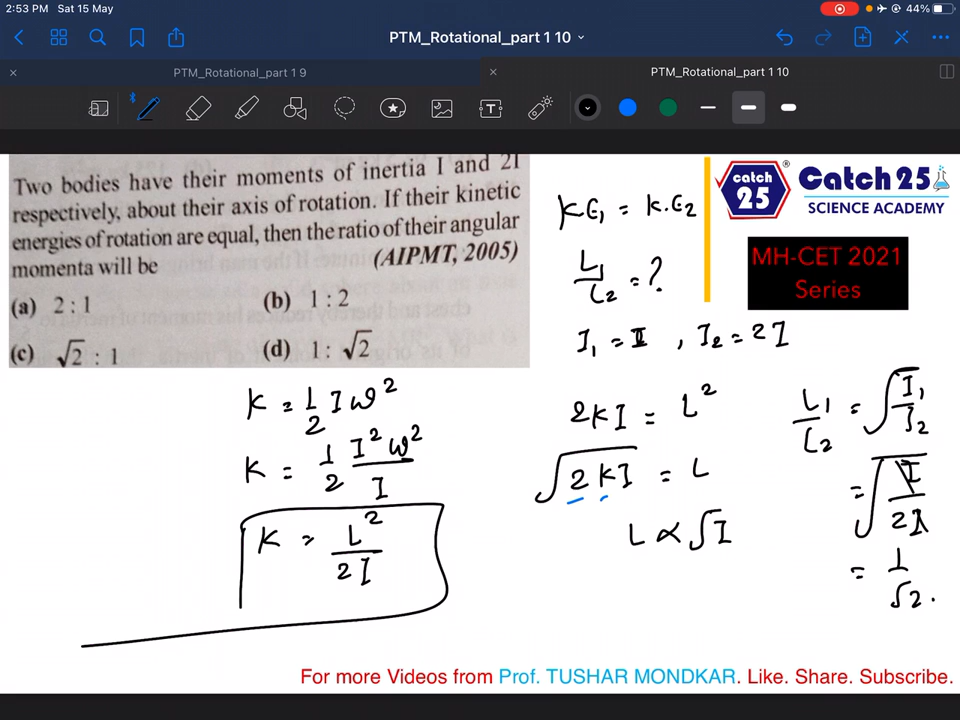 2:53 PM Sat 15 May
44%
PTM_Rotational_part 1 10
PTM_Rotational_part 1 9
PTM_Rotational_part 1 10
Two bodies have their moments of inertia I and 2I
respectively, about their axis of rotation. If their kinetic
energies of rotation are equal, then the ratio of their angular
momenta will be (AIPMT, 2005)
(a) 2 : 1 (b) 1 : 2
(c) √2 : 1 (d) 1 : √2
catch 25
®
Catch 25
SCIENCE ACADEMY
MH-CET 2021
Series
KE₁ = K.E₂
L₁/L₂ = ?
I₁ = I , I₂ = 2I
K = 1/2 Iω²
K = 1/2 I²ω²/I
K = L²/2I
2KI = L²
√2KI = L
L ∝ √I
L₁/L₂ = √I₁/I₂
= √I/2I
= 1/√2.
For more Videos from Prof. TUSHAR MONDKAR. Like. Share. Subscribe.